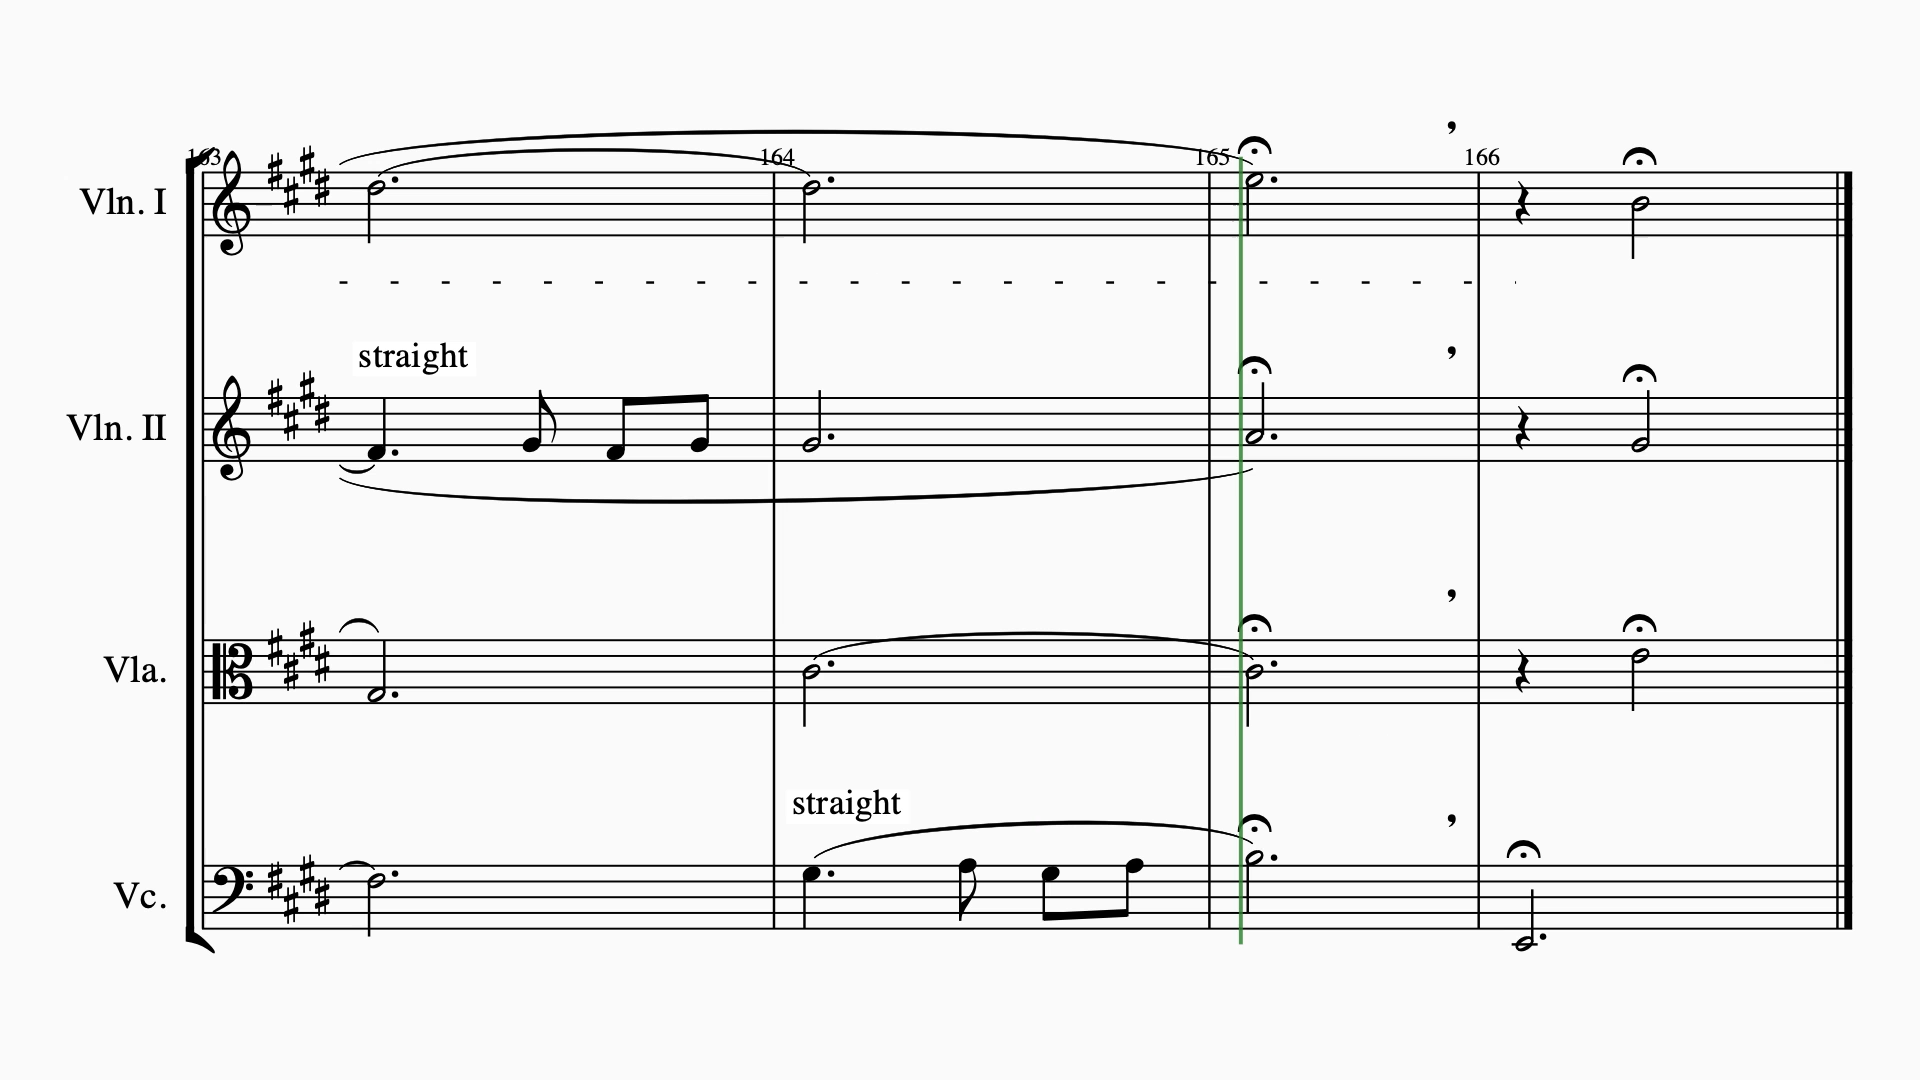 163 164 165 166
Vln. I
straight
Vln. II
Vla.
straight
Vc.